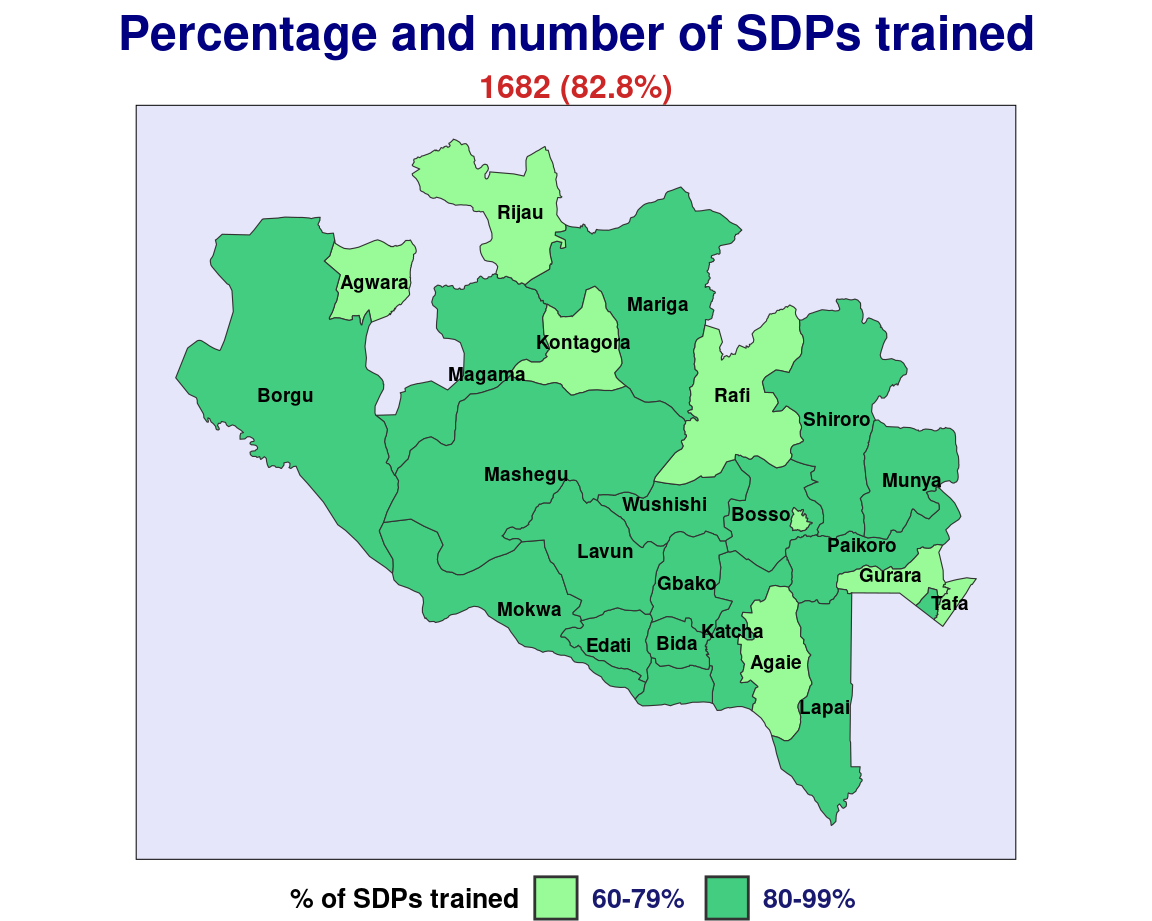 Percentage and number of SDPs trained
1682 (82.8%)
Rijau
Agwara
Mariga
Kontagora
Magama
Borgu
Rafi
Shiroro
Mashegu
Munya
Wushishi
Bosso
Paikoro
Lavun
Gurara
Gbako
Tafa
Mokwa
Katcha
Edati
Bida
Agaie
Lapai
% of SDPs trained 60-79% 80-99%